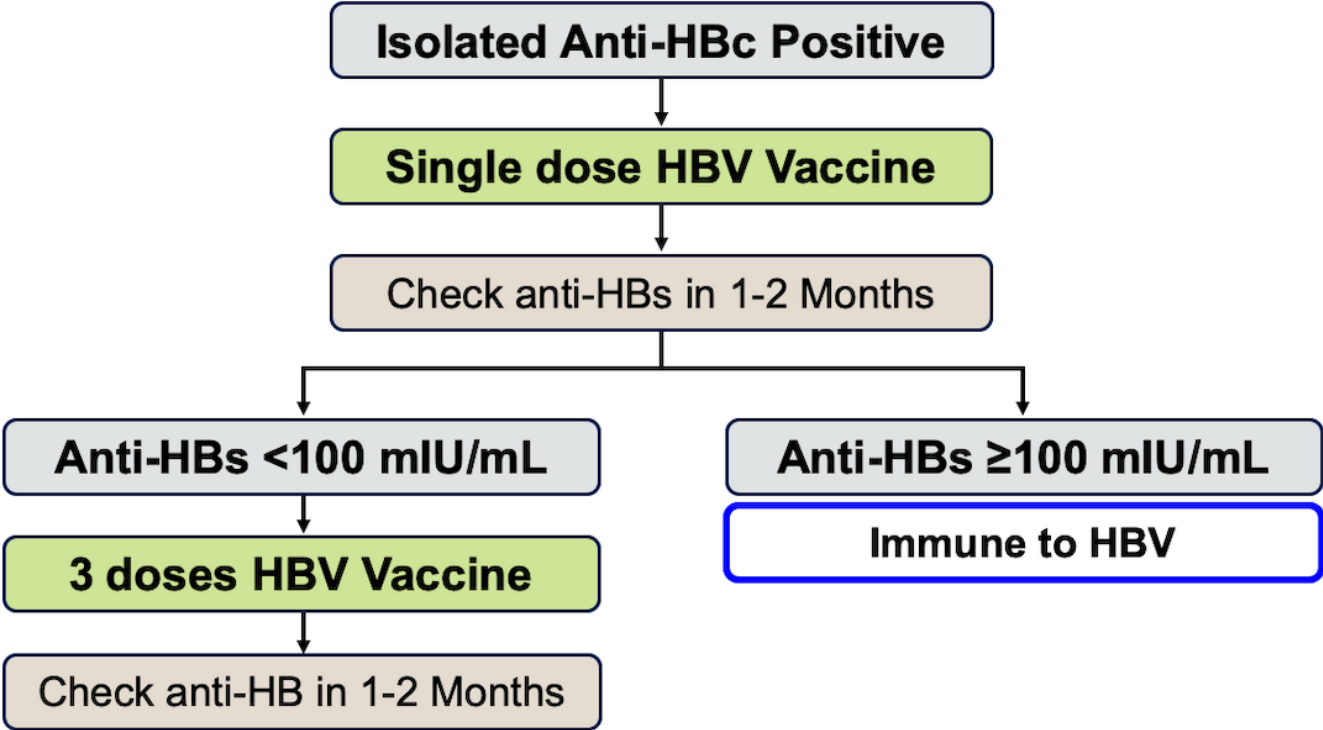 Isolated Anti-HBc Positive
Single dose HBV Vaccine
Check anti-HBs in 1-2 Months
Anti-HBs <100 mIU/mL
Anti-HBs ≥100 mIU/mL
Immune to HBV
3 doses HBV Vaccine
Check anti-HB in 1-2 Months